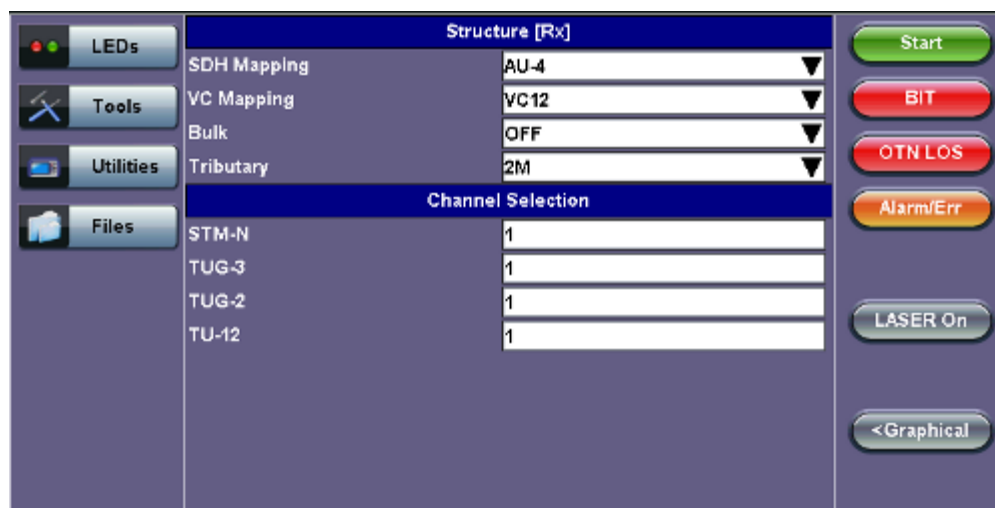 LEDs
Tools
Utilities
Files
Structure [Rx]
SDH Mapping AU-4
VC Mapping VC12
Bulk OFF
Tributary 2M
Channel Selection
STM-N 1
TUG-3 1
TUG-2 1
TU-12 1
Start
BIT
OTN LOS
Alarm/Err
LASER On
<Graphical